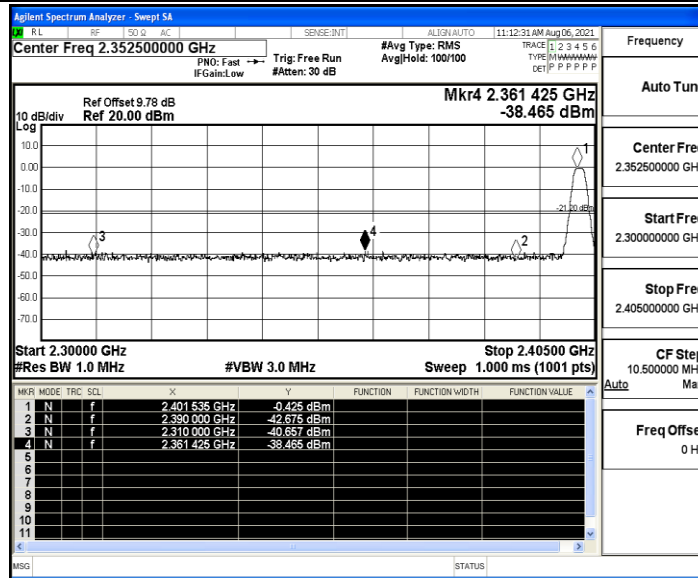 Agilent Spectrum Analyzer - Swept SA
RL RF 50 Ω AC SENSE:INT ALIGN AUTO 11:12:31 AM Aug 06, 2021
Center Freq 2.352500000 GHz
PNO: Fast
IFGain:Low
Trig: Free Run
#Atten: 30 dB
#Avg Type: RMS
Avg|Hold: 100/100
TRACE 1 2 3 4 5 6
TYPE M W W W W W
DET P P P P P P
Frequency
Mkr4 2.361 425 GHz
-38.465 dBm
Ref Offset 9.78 dB
10 dB/div Ref 20.00 dBm
Log
10.0
0.00
-10.0
-20.0
-30.0
-40.0
-50.0
-60.0
-70.0
1
2
3
4
-21.20 dBm
Start 2.30000 GHz Stop 2.40500 GHz
#Res BW 1.0 MHz #VBW 3.0 MHz Sweep 1.000 ms (1001 pts)
MKR MODE TRC SCL X Y FUNCTION FUNCTION WIDTH FUNCTION VALUE
1 N f 2.401 535 GHz -0.425 dBm
2 N f 2.390 000 GHz -42.675 dBm
3 N f 2.310 000 GHz -40.657 dBm
4 N f 2.361 425 GHz -38.465 dBm
5
6
7
8
9
10
11
MSG STATUS
Auto Tun
Center Fre
2.352500000 GH
Start Fre
2.300000000 GH
Stop Fre
2.405000000 GH
CF Ste
10.500000 MH
Auto Ma
Freq Offse
0 H